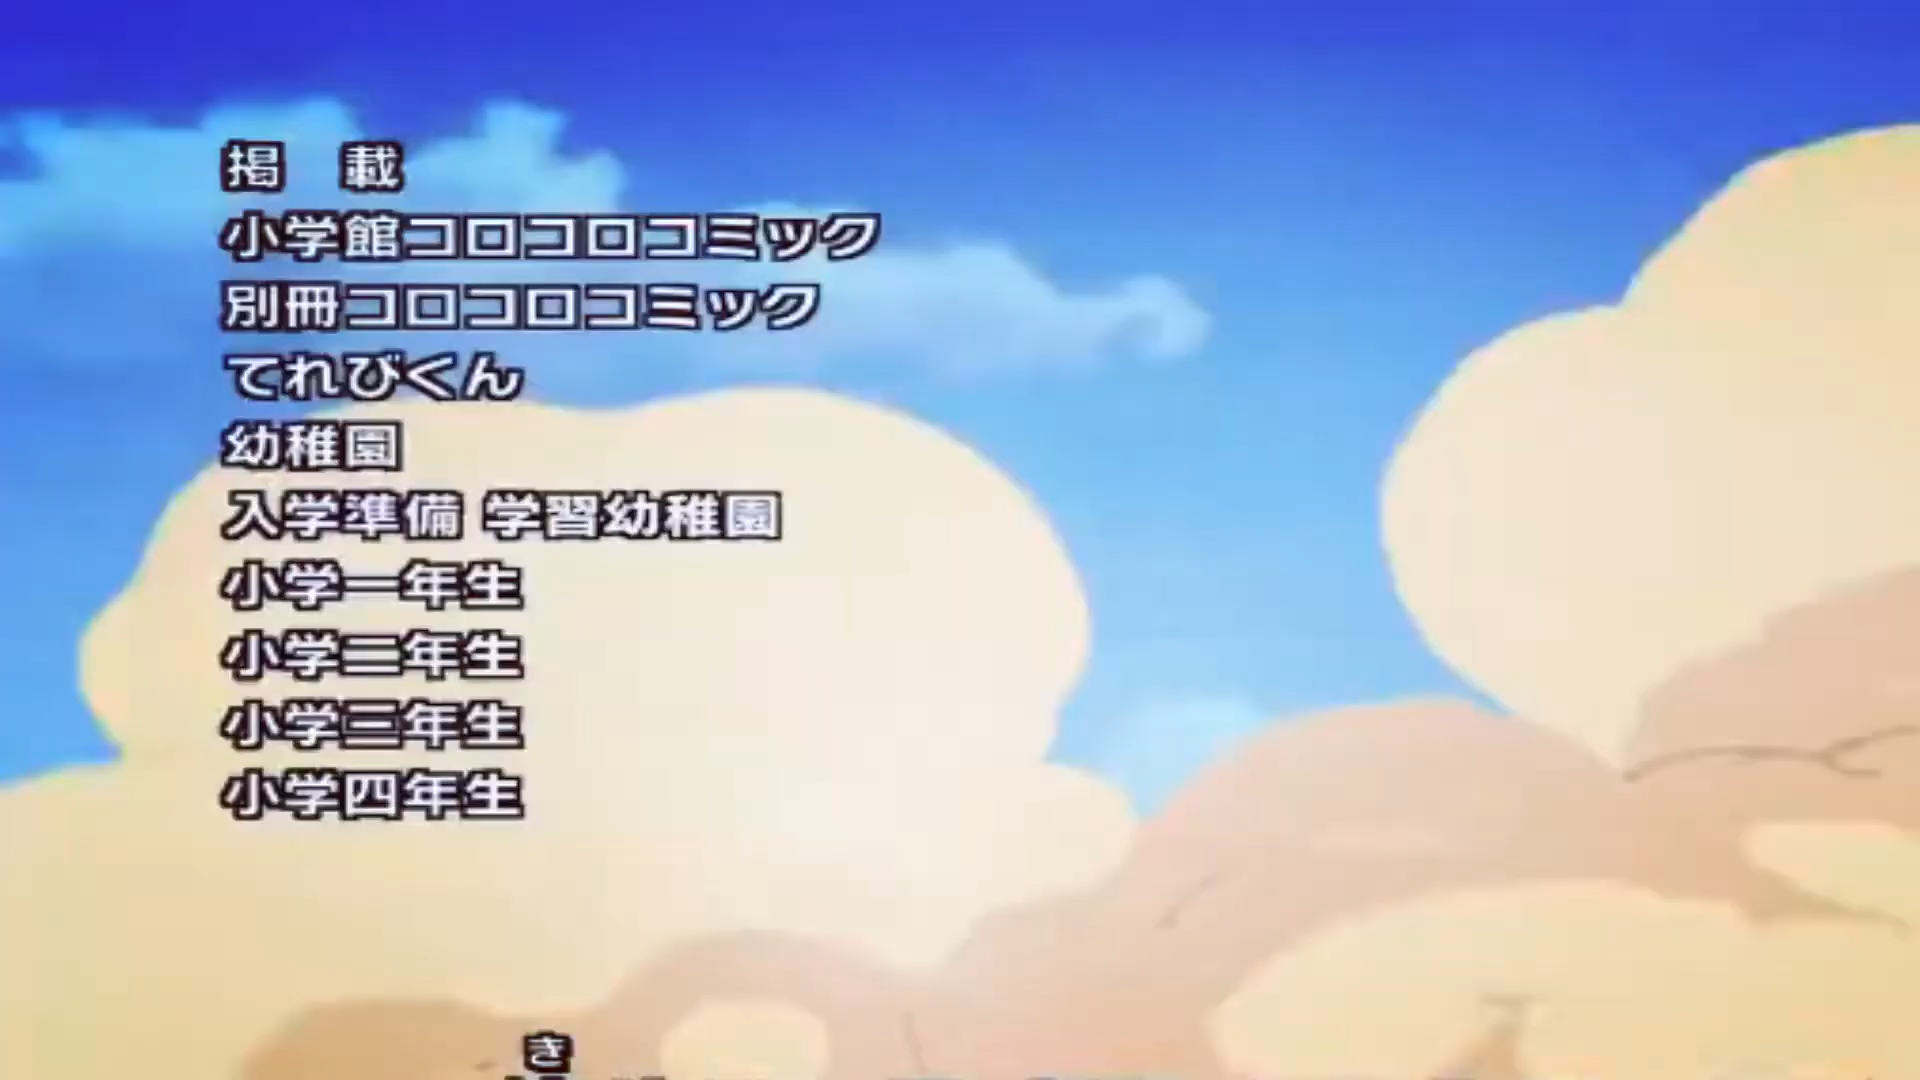 掲　載
小学館コロコロコミック
別冊コロコロコミック
てれびくん
幼稚園
入学準備 学習幼稚園
小学一年生
小学二年生
小学三年生
小学四年生
き